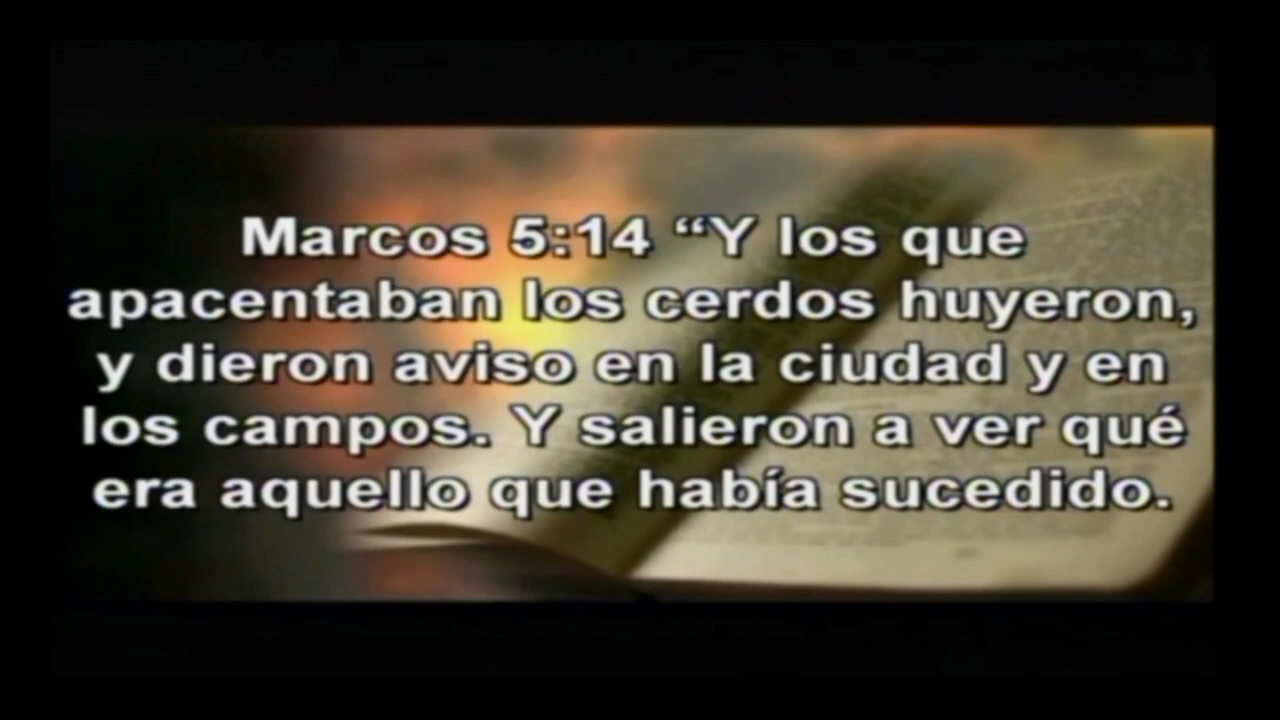 Marcos 5:14 “Y los que
apacentaban los cerdos huyeron,
y dieron aviso en la ciudad y en
los campos. Y salieron a ver qué
era aquello que había sucedido.